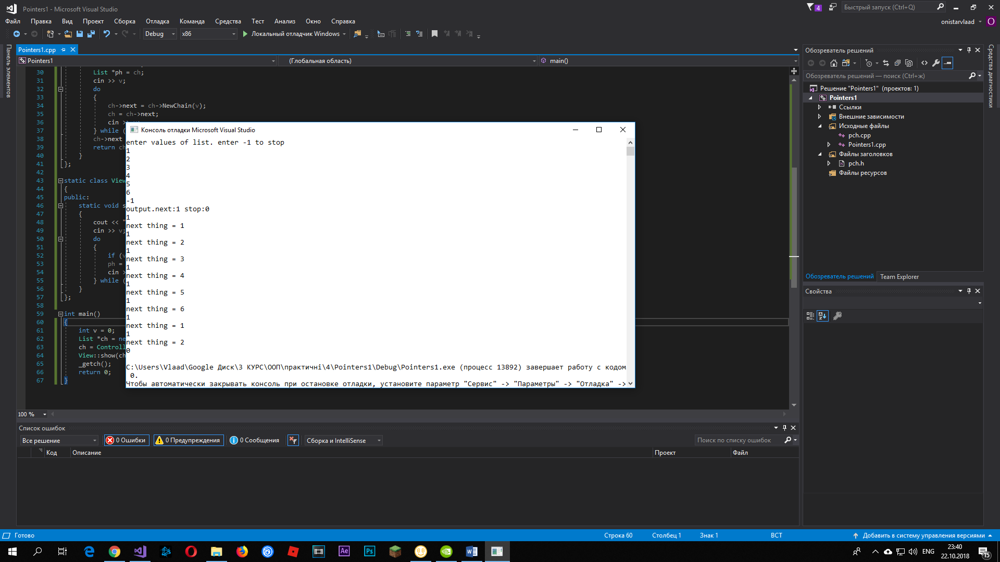 Pointers1 - Microsoft Visual Studio
4
Быстрый запуск (Ctrl+Q)
Файл Правка Вид Проект Сборка Отладка Команда Средства Тест Анализ Окно Справка
onistarvlaad O
Debug x86 Локальный отладчик Windows
Панель элементов
Pointers1.cpp
Pointers1 (Глобальная область) main()
30 List *ph = ch;
31 cin >> v;
32 do
33 {
34 ch->next = ch->NewChain(v);
35 ch = ch->next;
36 cin >
37 } while (
38 ch->next
39 return ch
40 }
41 };
42
43 static class View
44 {
45 public:
46 static void s
47 {
48 cout << "
49 cin >> v;
50 do
51 {
52 if (v
53 ph =
54 cin >
55 } while (
56 }
57 };
58
59 int main()
60 {
61 int v = 0;
62 List *ch = ne
63 ch = Controll
64 View::show(ch
65 _getch();
66 return 0;
67 }
100 %
Консоль отладки Microsoft Visual Studio
enter values of list. enter -1 to stop
1
2
3
4
5
6
-1
output.next:1 stop:0
1
next thing = 1
1
next thing = 2
1
next thing = 3
1
next thing = 4
1
next thing = 5
1
next thing = 6
1
next thing = 1
1
next thing = 2
0
C:\Users\Vlaad\Google Диск\3 КУРС\ООП\практичні\4\Pointers1\Debug\Pointers1.exe (процесс 13892) завершает работу с кодом
0.
Чтобы автоматически закрывать консоль при остановке отладки, установите параметр "Сервис" -> "Параметры" -> "Отладка" ->
Обозреватель решений
Обозреватель решений — поиск (Ctrl+ж)
Решение "Pointers1" (проектов: 1)
Pointers1
Ссылки
Внешние зависимости
Исходные файлы
pch.cpp
Pointers1.cpp
Файлы заголовков
pch.h
Файлы ресурсов
Обозреватель решений Team Explorer
Свойства
Средства диагностики
Список ошибок
Все решение 0 Ошибки 0 Предупреждения 0 Сообщения Сборка и IntelliSense Поиск по списку ошибок
Код Описание Проект Файл
Готово Строка 60 Столбец 1 Знак 1 ВСТ Добавить в систему управления версиями
Ae Ps
ENG 23:40
22.10.2018
15